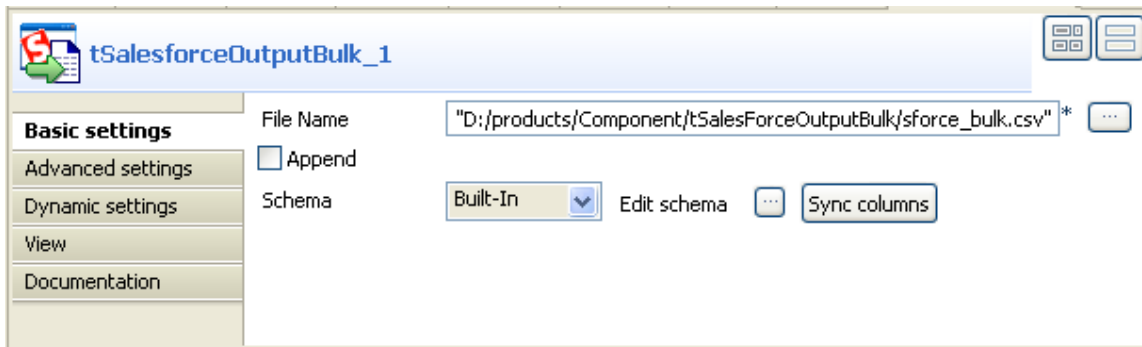 tSalesforceOutputBulk_1
Basic settings
Advanced settings
Dynamic settings
View
Documentation
File Name "D:/products/Component/tSalesForceOutputBulk/sforce_bulk.csv" * ...
Append
Schema Built-In Edit schema ... Sync columns